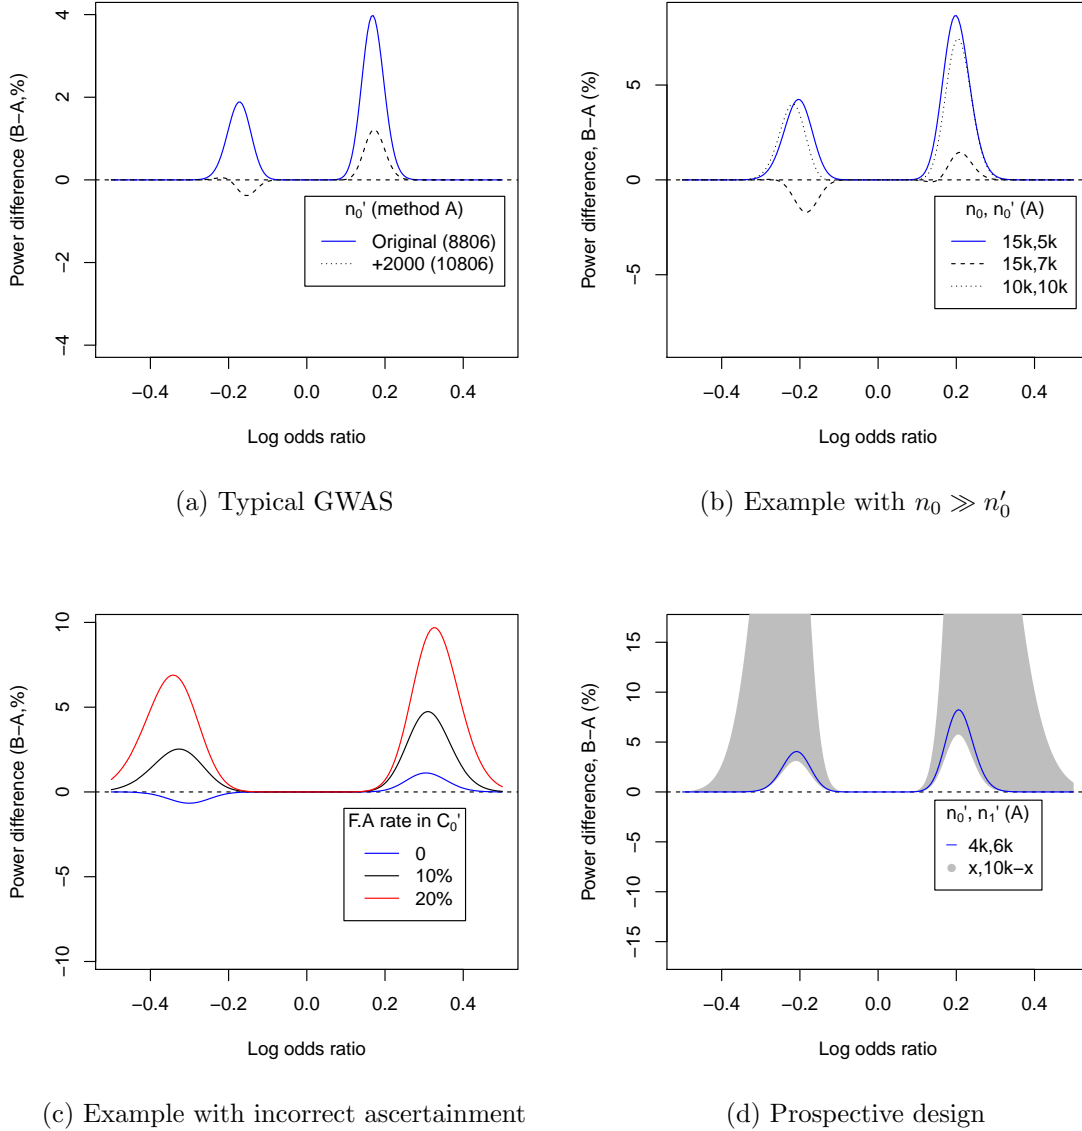 Power difference (B−A,%)
4
2
0
−2
−4
n₀' (method A)
Original (8806)
+2000 (10806)
−0.4 −0.2 0.0 0.2 0.4
Log odds ratio
(a) Typical GWAS
Power difference, B−A (%)
5
0
−5
n₀, n₀' (A)
15k,5k
15k,7k
10k,10k
−0.4 −0.2 0.0 0.2 0.4
Log odds ratio
(b) Example with n₀ ≫ n₀′
Power difference (B−A,%)
10
5
0
−5
−10
F.A rate in C₀'
0
10%
20%
−0.4 −0.2 0.0 0.2 0.4
Log odds ratio
(c) Example with incorrect ascertainment
Power difference, B−A (%)
15
10
5
0
−5
−10
−15
n₀', n₁' (A)
4k,6k
x,10k−x
−0.4 −0.2 0.0 0.2 0.4
Log odds ratio
(d) Prospective design